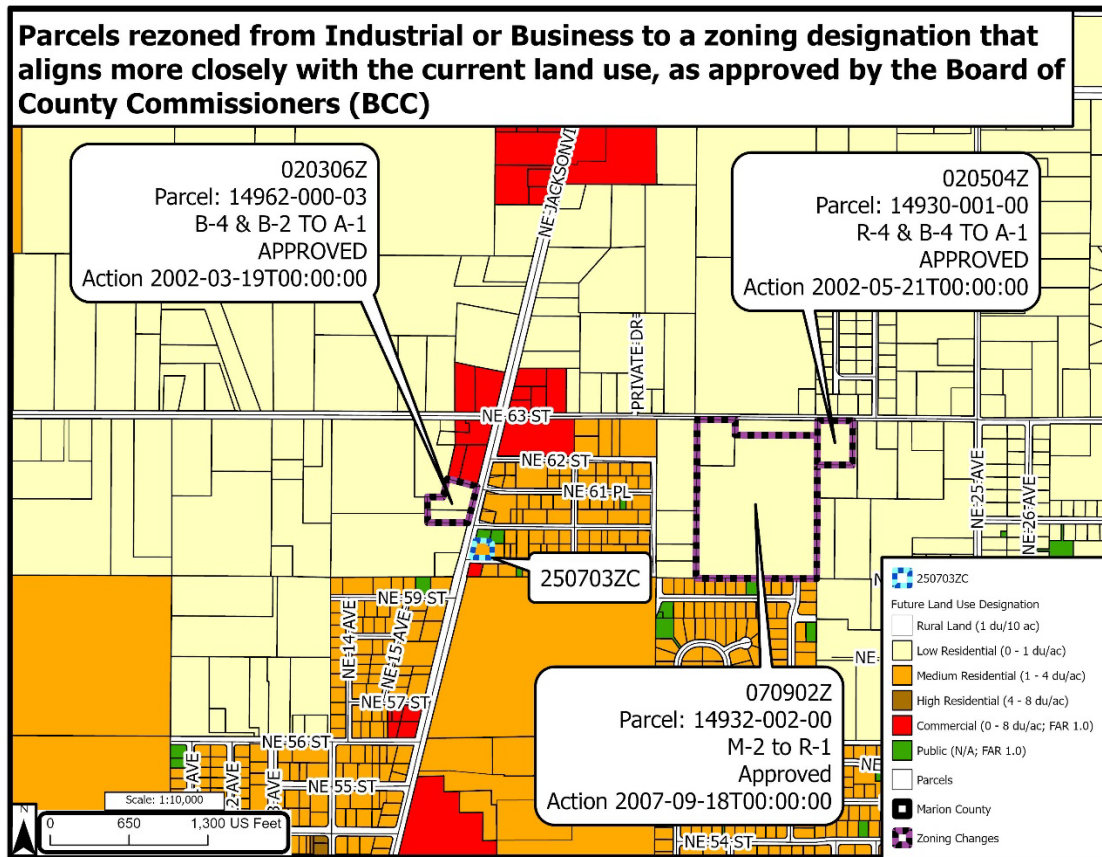 Parcels rezoned from Industrial or Business to a zoning designation that
aligns more closely with the current land use, as approved by the Board of
County Commissioners (BCC)
020306Z
Parcel: 14962-000-03
B-4 & B-2 TO A-1
APPROVED
Action 2002-03-19T00:00:00
020504Z
Parcel: 14930-001-00
R-4 & B-4 TO A-1
APPROVED
Action 2002-05-21T00:00:00
NE JACKSONVI
PRIVATE DR
NE 63 ST
NE 62 ST
NE 61 PL
NE 25 AVE
NE 26 AVE
250703ZC
NE 59 ST
NE 14 AVE
NE 15 AVE
NE 57 ST
NE 56 ST
NE 55 ST
NE 54 ST
070902Z
Parcel: 14932-002-00
M-2 to R-1
Approved
Action 2007-09-18T00:00:00
250703ZC
Future Land Use Designation
Rural Land (1 du/10 ac)
Low Residential (0 - 1 du/ac)
Medium Residential (1 - 4 du/ac)
High Residential (4 - 8 du/ac)
Commercial (0 - 8 du/ac; FAR 1.0)
Public (N/A; FAR 1.0)
Parcels
Marion County
Zoning Changes
Scale: 1:10,000
0 650 1,300 US Feet
N